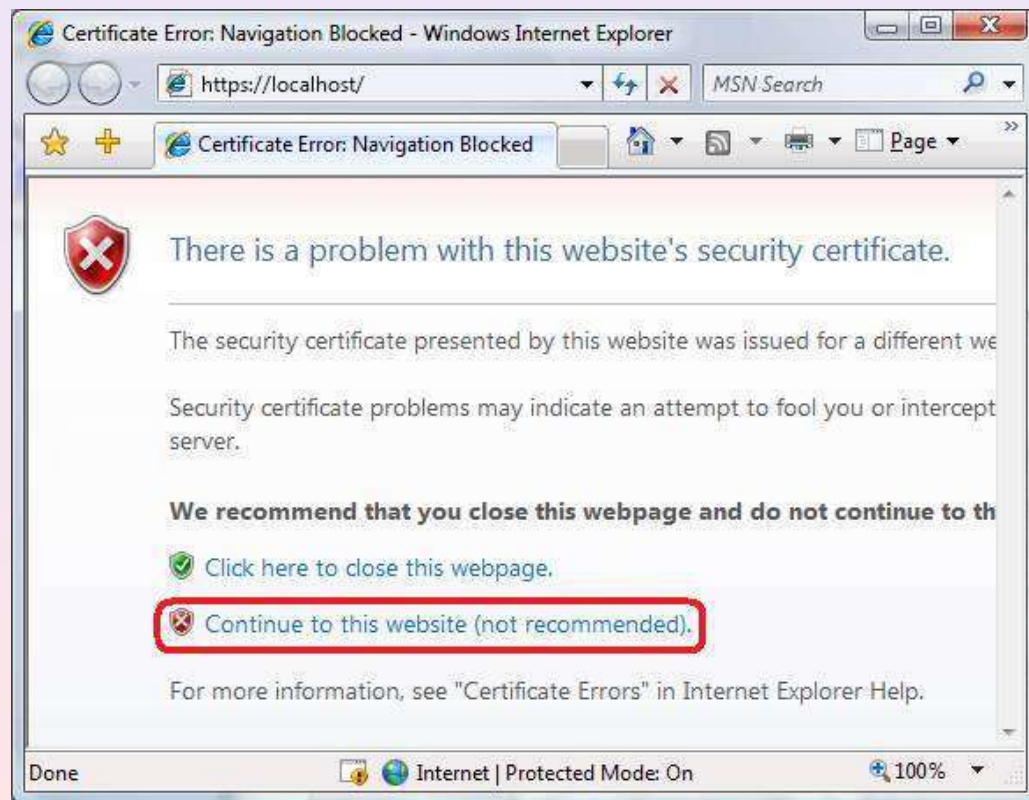 Certificate Error: Navigation Blocked - Windows Internet Explorer
https://localhost/
MSN Search
Certificate Error: Navigation Blocked
Page
There is a problem with this website's security certificate.
The security certificate presented by this website was issued for a different we
Security certificate problems may indicate an attempt to fool you or intercept
server.
We recommend that you close this webpage and do not continue to th
Click here to close this webpage.
Continue to this website (not recommended).
For more information, see "Certificate Errors" in Internet Explorer Help.
Done
Internet | Protected Mode: On
100%